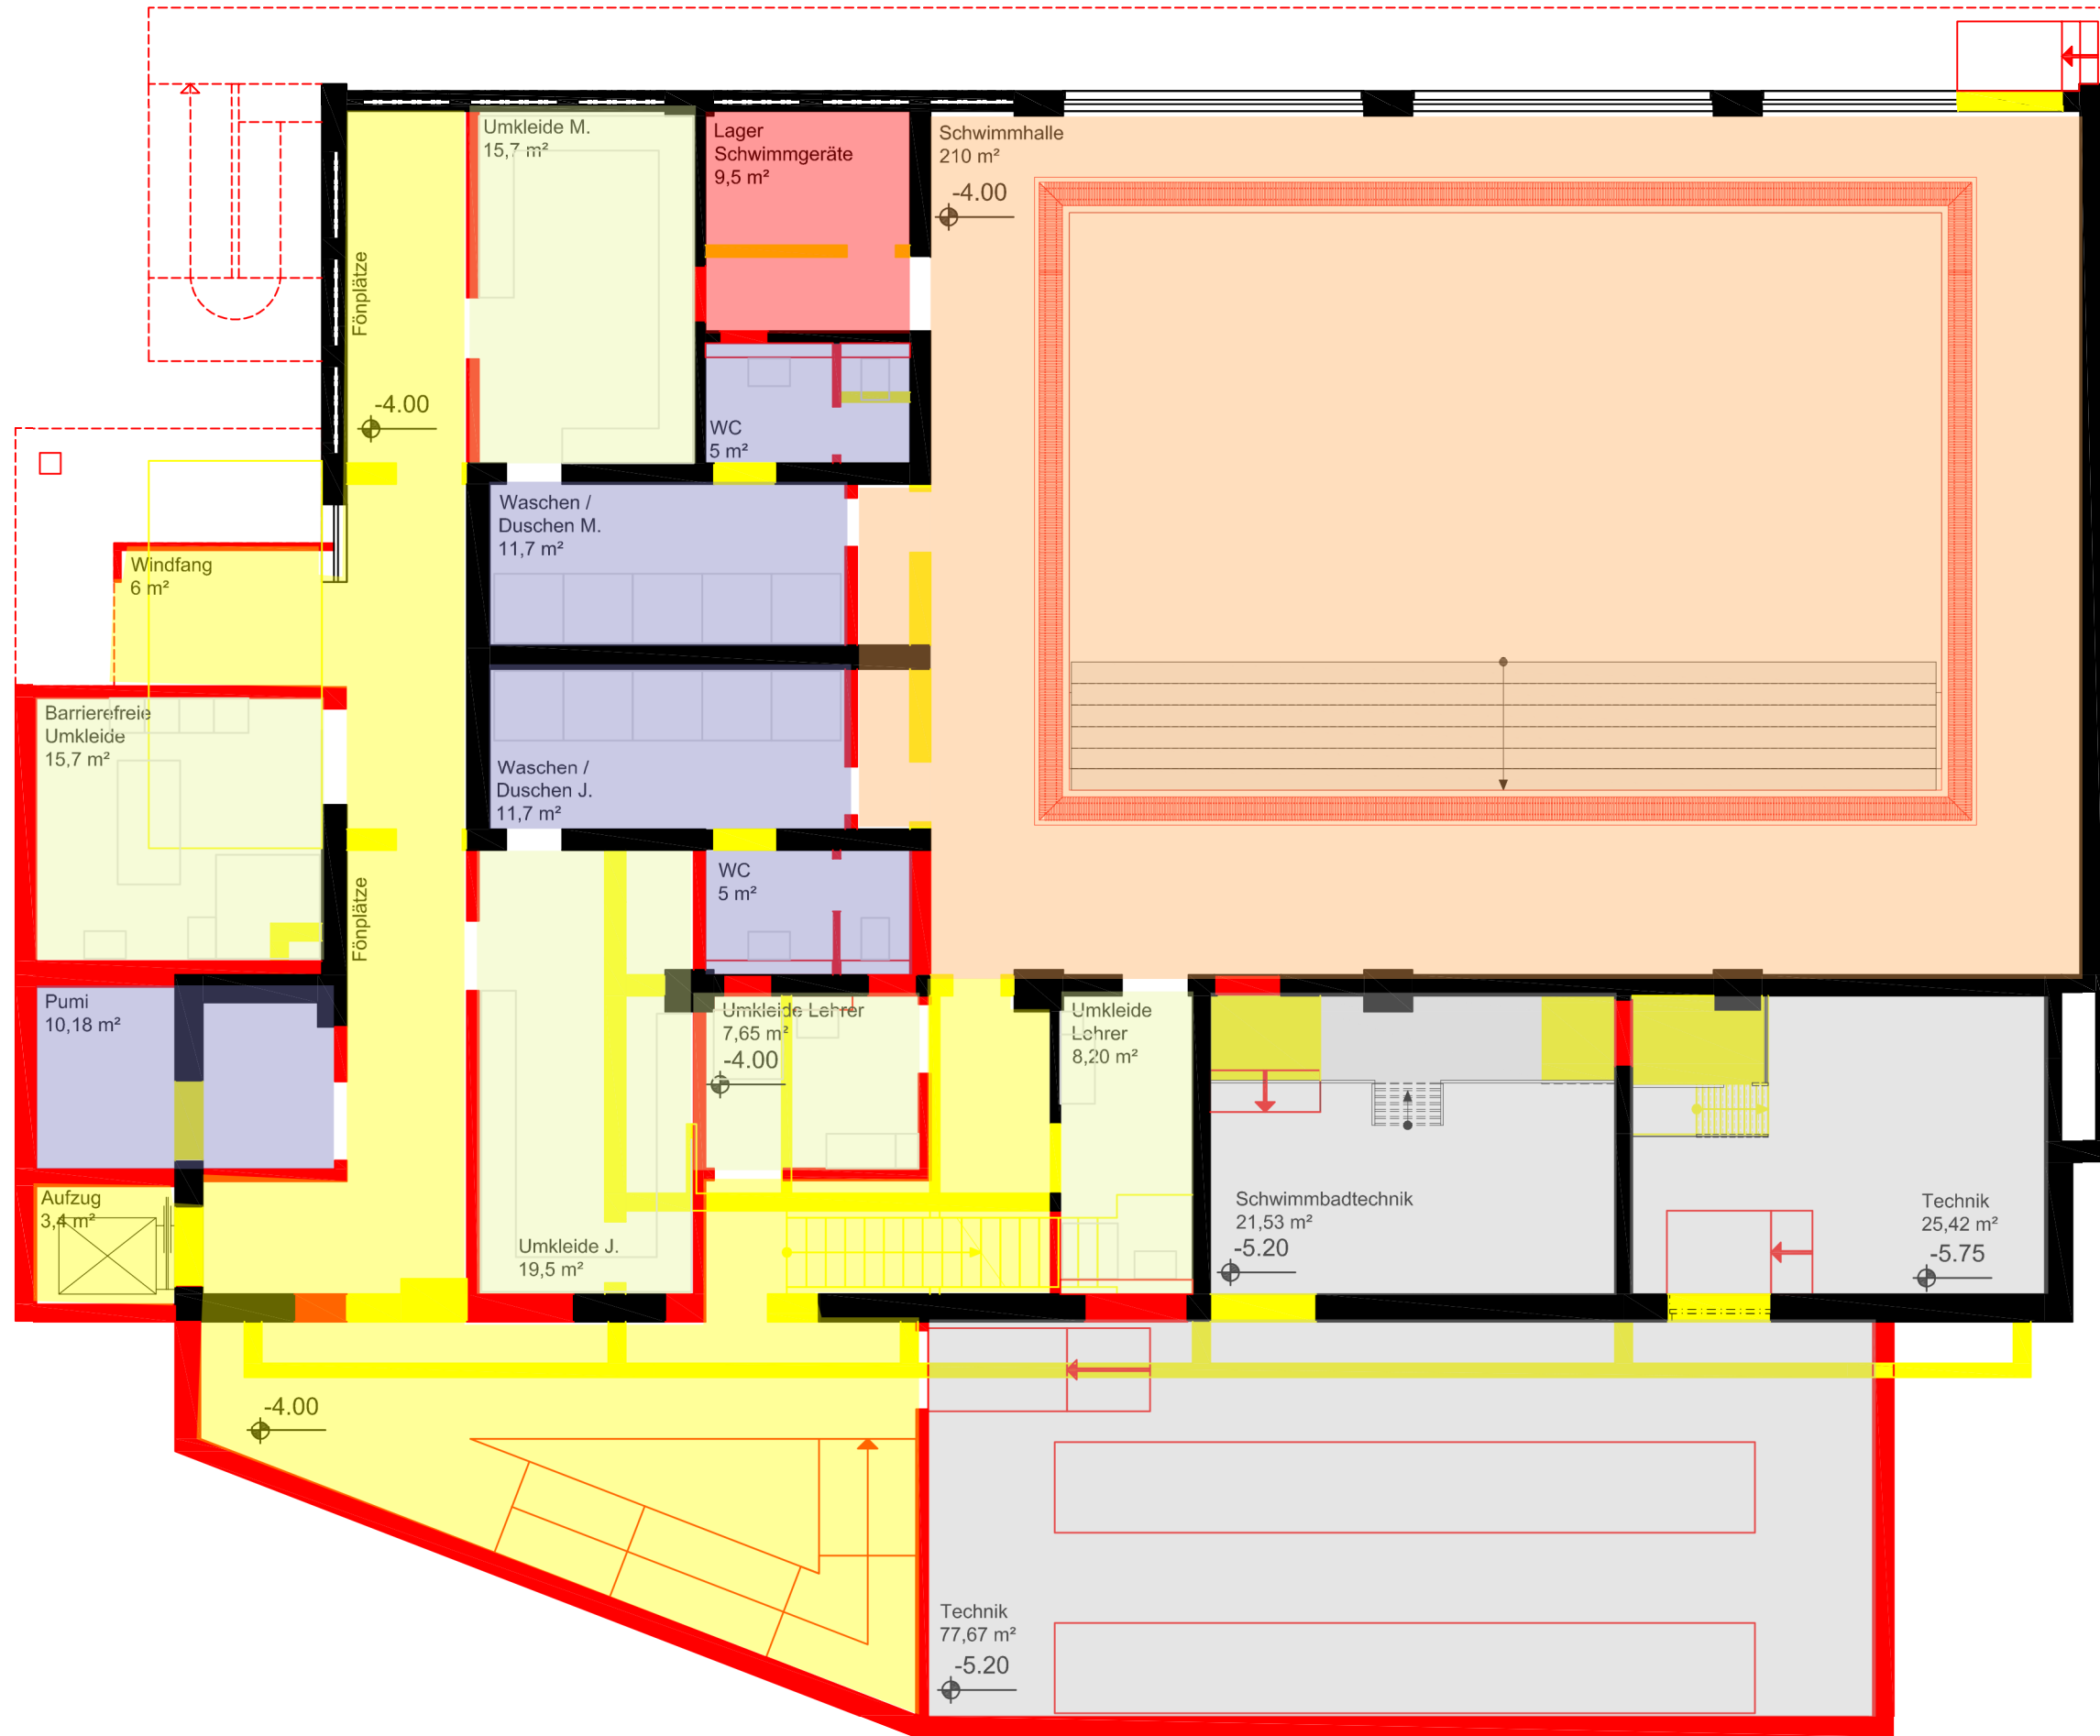 Umkleide M.
15,7 m²
Lager
Schwimmgeräte
9,5 m²
Schwimmhalle
210 m²
-4.00
Fönplätze
-4.00
WC
5 m²
Waschen /
Duschen M.
11,7 m²
Windfang
6 m²
Barrierefreie
Umkleide
15,7 m²
Waschen /
Duschen J.
11,7 m²
WC
5 m²
Fönplätze
Pumi
10,18 m²
Umkleide Lehrer
7,65 m²
-4.00
Umkleide
Lehrer
8,20 m²
Aufzug
3,4 m²
Umkleide J.
19,5 m²
Schwimmbadtechnik
21,53 m²
-5.20
Technik
25,42 m²
-5.75
-4.00
Technik
77,67 m²
-5.20